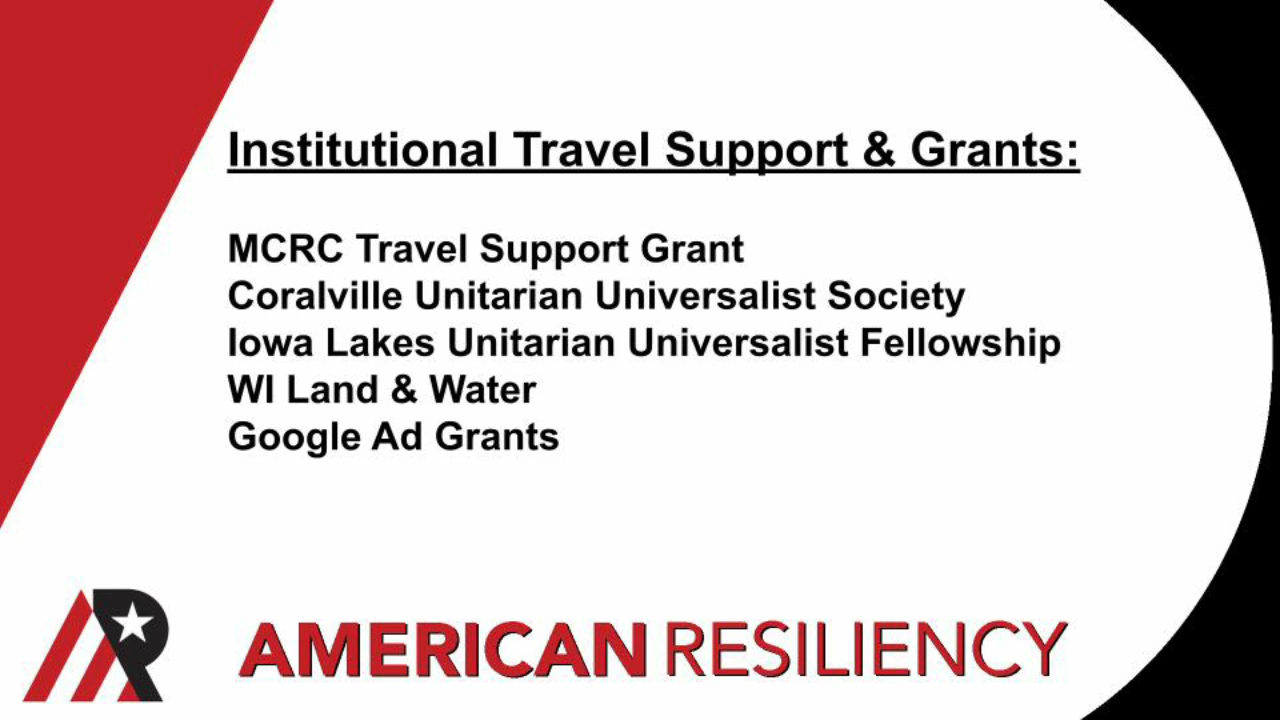 Institutional Travel Support & Grants:
MCRC Travel Support Grant
Coralville Unitarian Universalist Society
Iowa Lakes Unitarian Universalist Fellowship
WI Land & Water
Google Ad Grants
AR
AMERICAN RESILIENCY